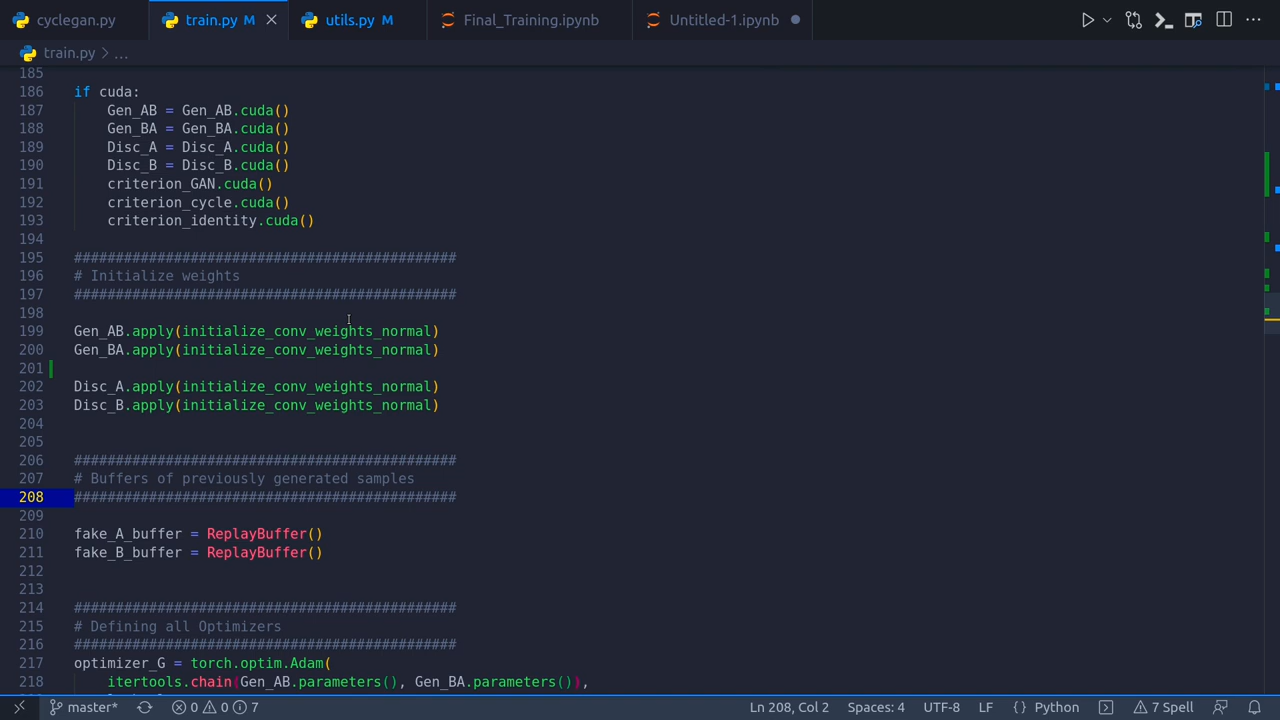 cyclegan.py
train.py M
utils.py M
Final_Training.ipynb
Untitled-1.ipynb
train.py > ...
185
186 if cuda:
187 Gen_AB = Gen_AB.cuda()
188 Gen_BA = Gen_BA.cuda()
189 Disc_A = Disc_A.cuda()
190 Disc_B = Disc_B.cuda()
191 criterion_GAN.cuda()
192 criterion_cycle.cuda()
193 criterion_identity.cuda()
194
195 ##############################################
196 # Initialize weights
197 ##############################################
198
199 Gen_AB.apply(initialize_conv_weights_normal)
200 Gen_BA.apply(initialize_conv_weights_normal)
201
202 Disc_A.apply(initialize_conv_weights_normal)
203 Disc_B.apply(initialize_conv_weights_normal)
204
205
206 ##############################################
207 # Buffers of previously generated samples
208 ##############################################
209
210 fake_A_buffer = ReplayBuffer()
211 fake_B_buffer = ReplayBuffer()
212
213
214 ##############################################
215 # Defining all Optimizers
216 ##############################################
217 optimizer_G = torch.optim.Adam(
218 itertools.chain(Gen_AB.parameters(), Gen_BA.parameters()),
master* 0 0 7 Ln 208, Col 2 Spaces: 4 UTF-8 LF {} Python 7 Spell